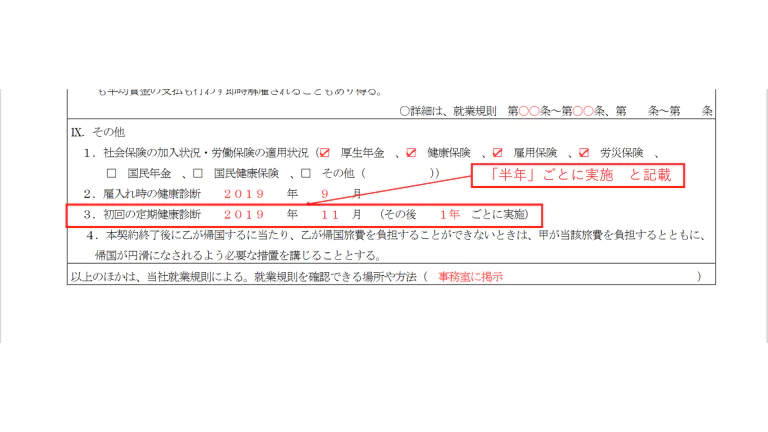 も平均賃金の支払も行わず即時解雇されることもあり得る。
〇詳細は、就業規則　第〇〇条～第〇〇条、第　　条～第　　条
Ⅸ．その他
１．社会保険の加入状況・労働保険の適用状況（☑　厚生年金　、☑　健康保険　、☑　雇用保険　、☑　労災保険　、
□　国民年金　、□　国民健康保険　、□　その他（　　　　　　））
「半年」ごとに実施　と記載
２．雇入れ時の健康診断　　２０１９　　年　　９　　月
３．初回の定期健康診断　　２０１９　　年　　１１　月　（その後　　１年　ごとに実施）
４．本契約終了後に乙が帰国するに当たり、乙が帰国旅費を負担することができないときは、甲が当該旅費を負担するとともに、
帰国が円滑になされるよう必要な措置を講じることとする。
以上のほかは、当社就業規則による。就業規則を確認できる場所や方法（　事務室に掲示　　　　　　　　　）